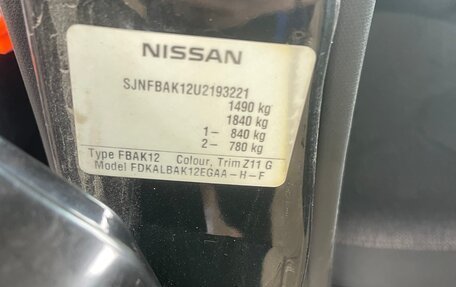 NISSAN
SJNFBAK12U2193221
1490 kg
1840 kg
1- 840 kg
2- 780 kg
Type FBAK12 Colour, Trim Z11 G
Model FDKALBAK12EGAA-H-F